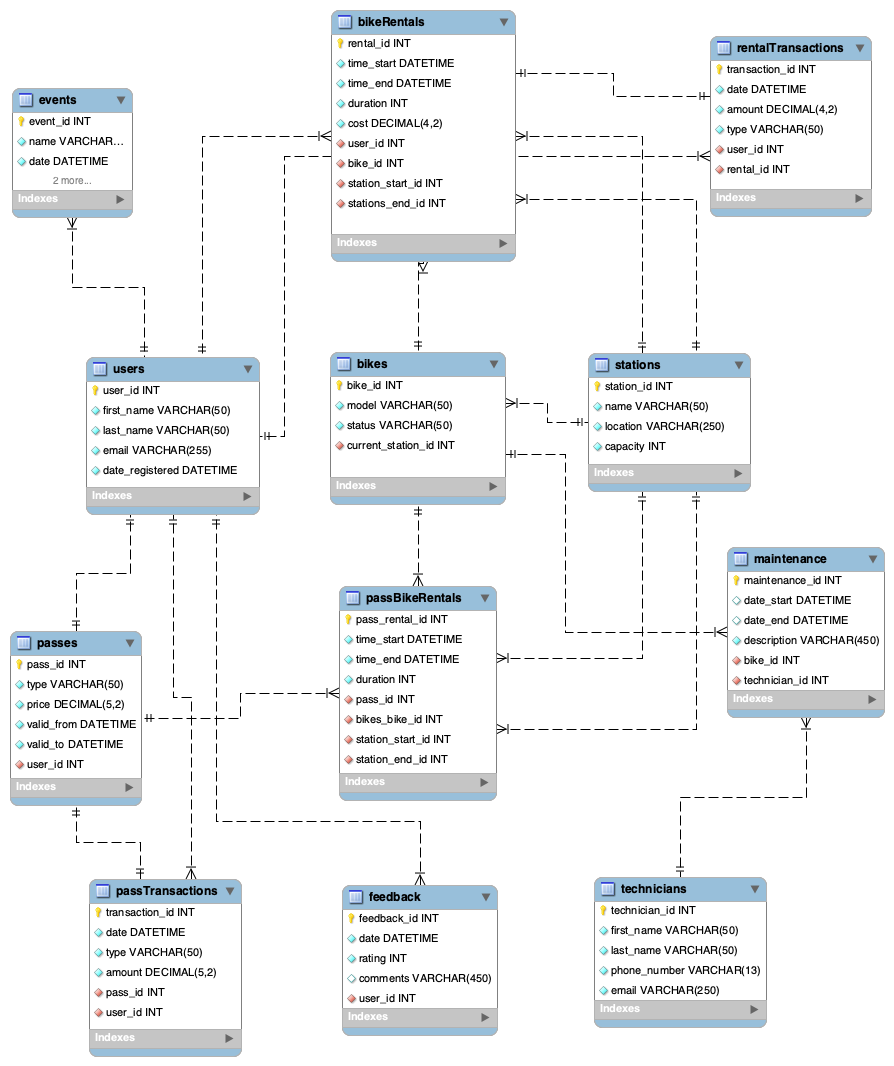 bikeRentals
rental_id INT
time_start DATETIME
time_end DATETIME
duration INT
cost DECIMAL(4,2)
user_id INT
bike_id INT
station_start_id INT
stations_end_id INT
Indexes
rentalTransactions
transaction_id INT
date DATETIME
amount DECIMAL(4,2)
type VARCHAR(50)
user_id INT
rental_id INT
Indexes
events
event_id INT
name VARCHAR...
date DATETIME
2 more...
Indexes
users
user_id INT
first_name VARCHAR(50)
last_name VARCHAR(50)
email VARCHAR(255)
date_registered DATETIME
Indexes
bikes
bike_id INT
model VARCHAR(50)
status VARCHAR(50)
current_station_id INT
Indexes
stations
station_id INT
name VARCHAR(50)
location VARCHAR(250)
capacity INT
Indexes
maintenance
maintenance_id INT
date_start DATETIME
date_end DATETIME
description VARCHAR(450)
bike_id INT
technician_id INT
Indexes
passBikeRentals
pass_rental_id INT
time_start DATETIME
time_end DATETIME
duration INT
pass_id INT
bikes_bike_id INT
station_start_id INT
station_end_id INT
Indexes
passes
pass_id INT
type VARCHAR(50)
price DECIMAL(5,2)
valid_from DATETIME
valid_to DATETIME
user_id INT
Indexes
passTransactions
transaction_id INT
date DATETIME
type VARCHAR(50)
amount DECIMAL(5,2)
pass_id INT
user_id INT
Indexes
feedback
feedback_id INT
date DATETIME
rating INT
comments VARCHAR(450)
user_id INT
Indexes
technicians
technician_id INT
first_name VARCHAR(50)
last_name VARCHAR(50)
phone_number VARCHAR(13)
email VARCHAR(250)
Indexes